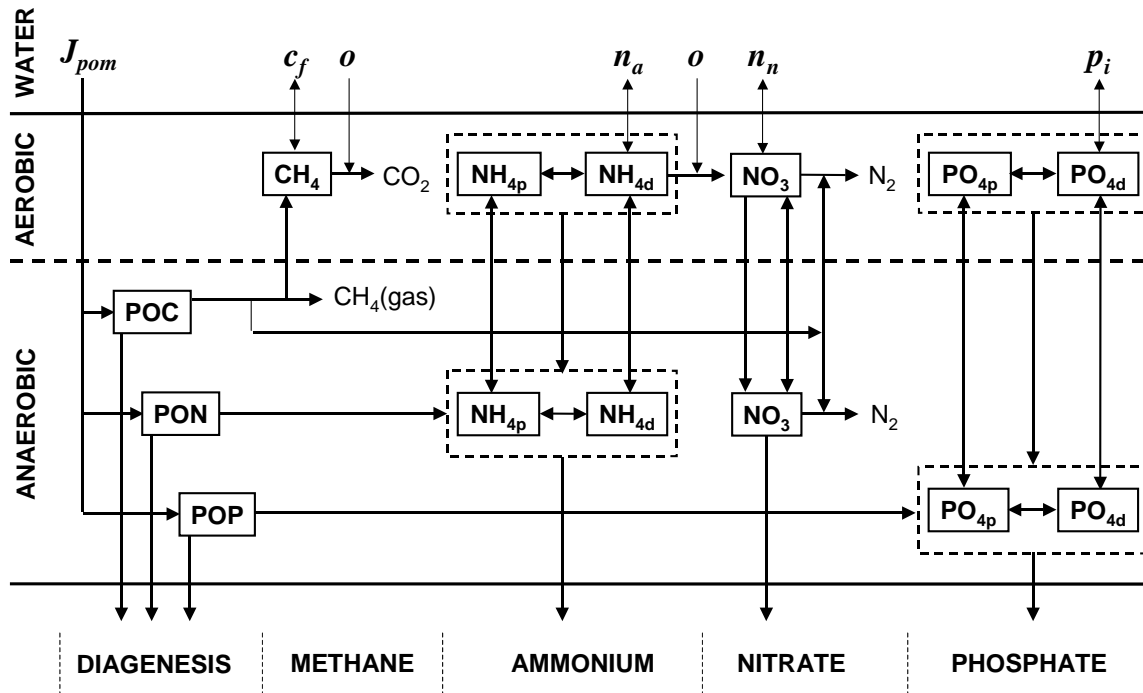 WATER
J_pom
c_f
o
n_a
o
n_n
p_i
AEROBIC
CH_4
CO_2
NH_4p
NH_4d
NO_3
N_2
PO_4p
PO_4d
ANAEROBIC
POC
CH_4(gas)
PON
NH_4p
NH_4d
NO_3
N_2
POP
PO_4p
PO_4d
DIAGENESIS
METHANE
AMMONIUM
NITRATE
PHOSPHATE